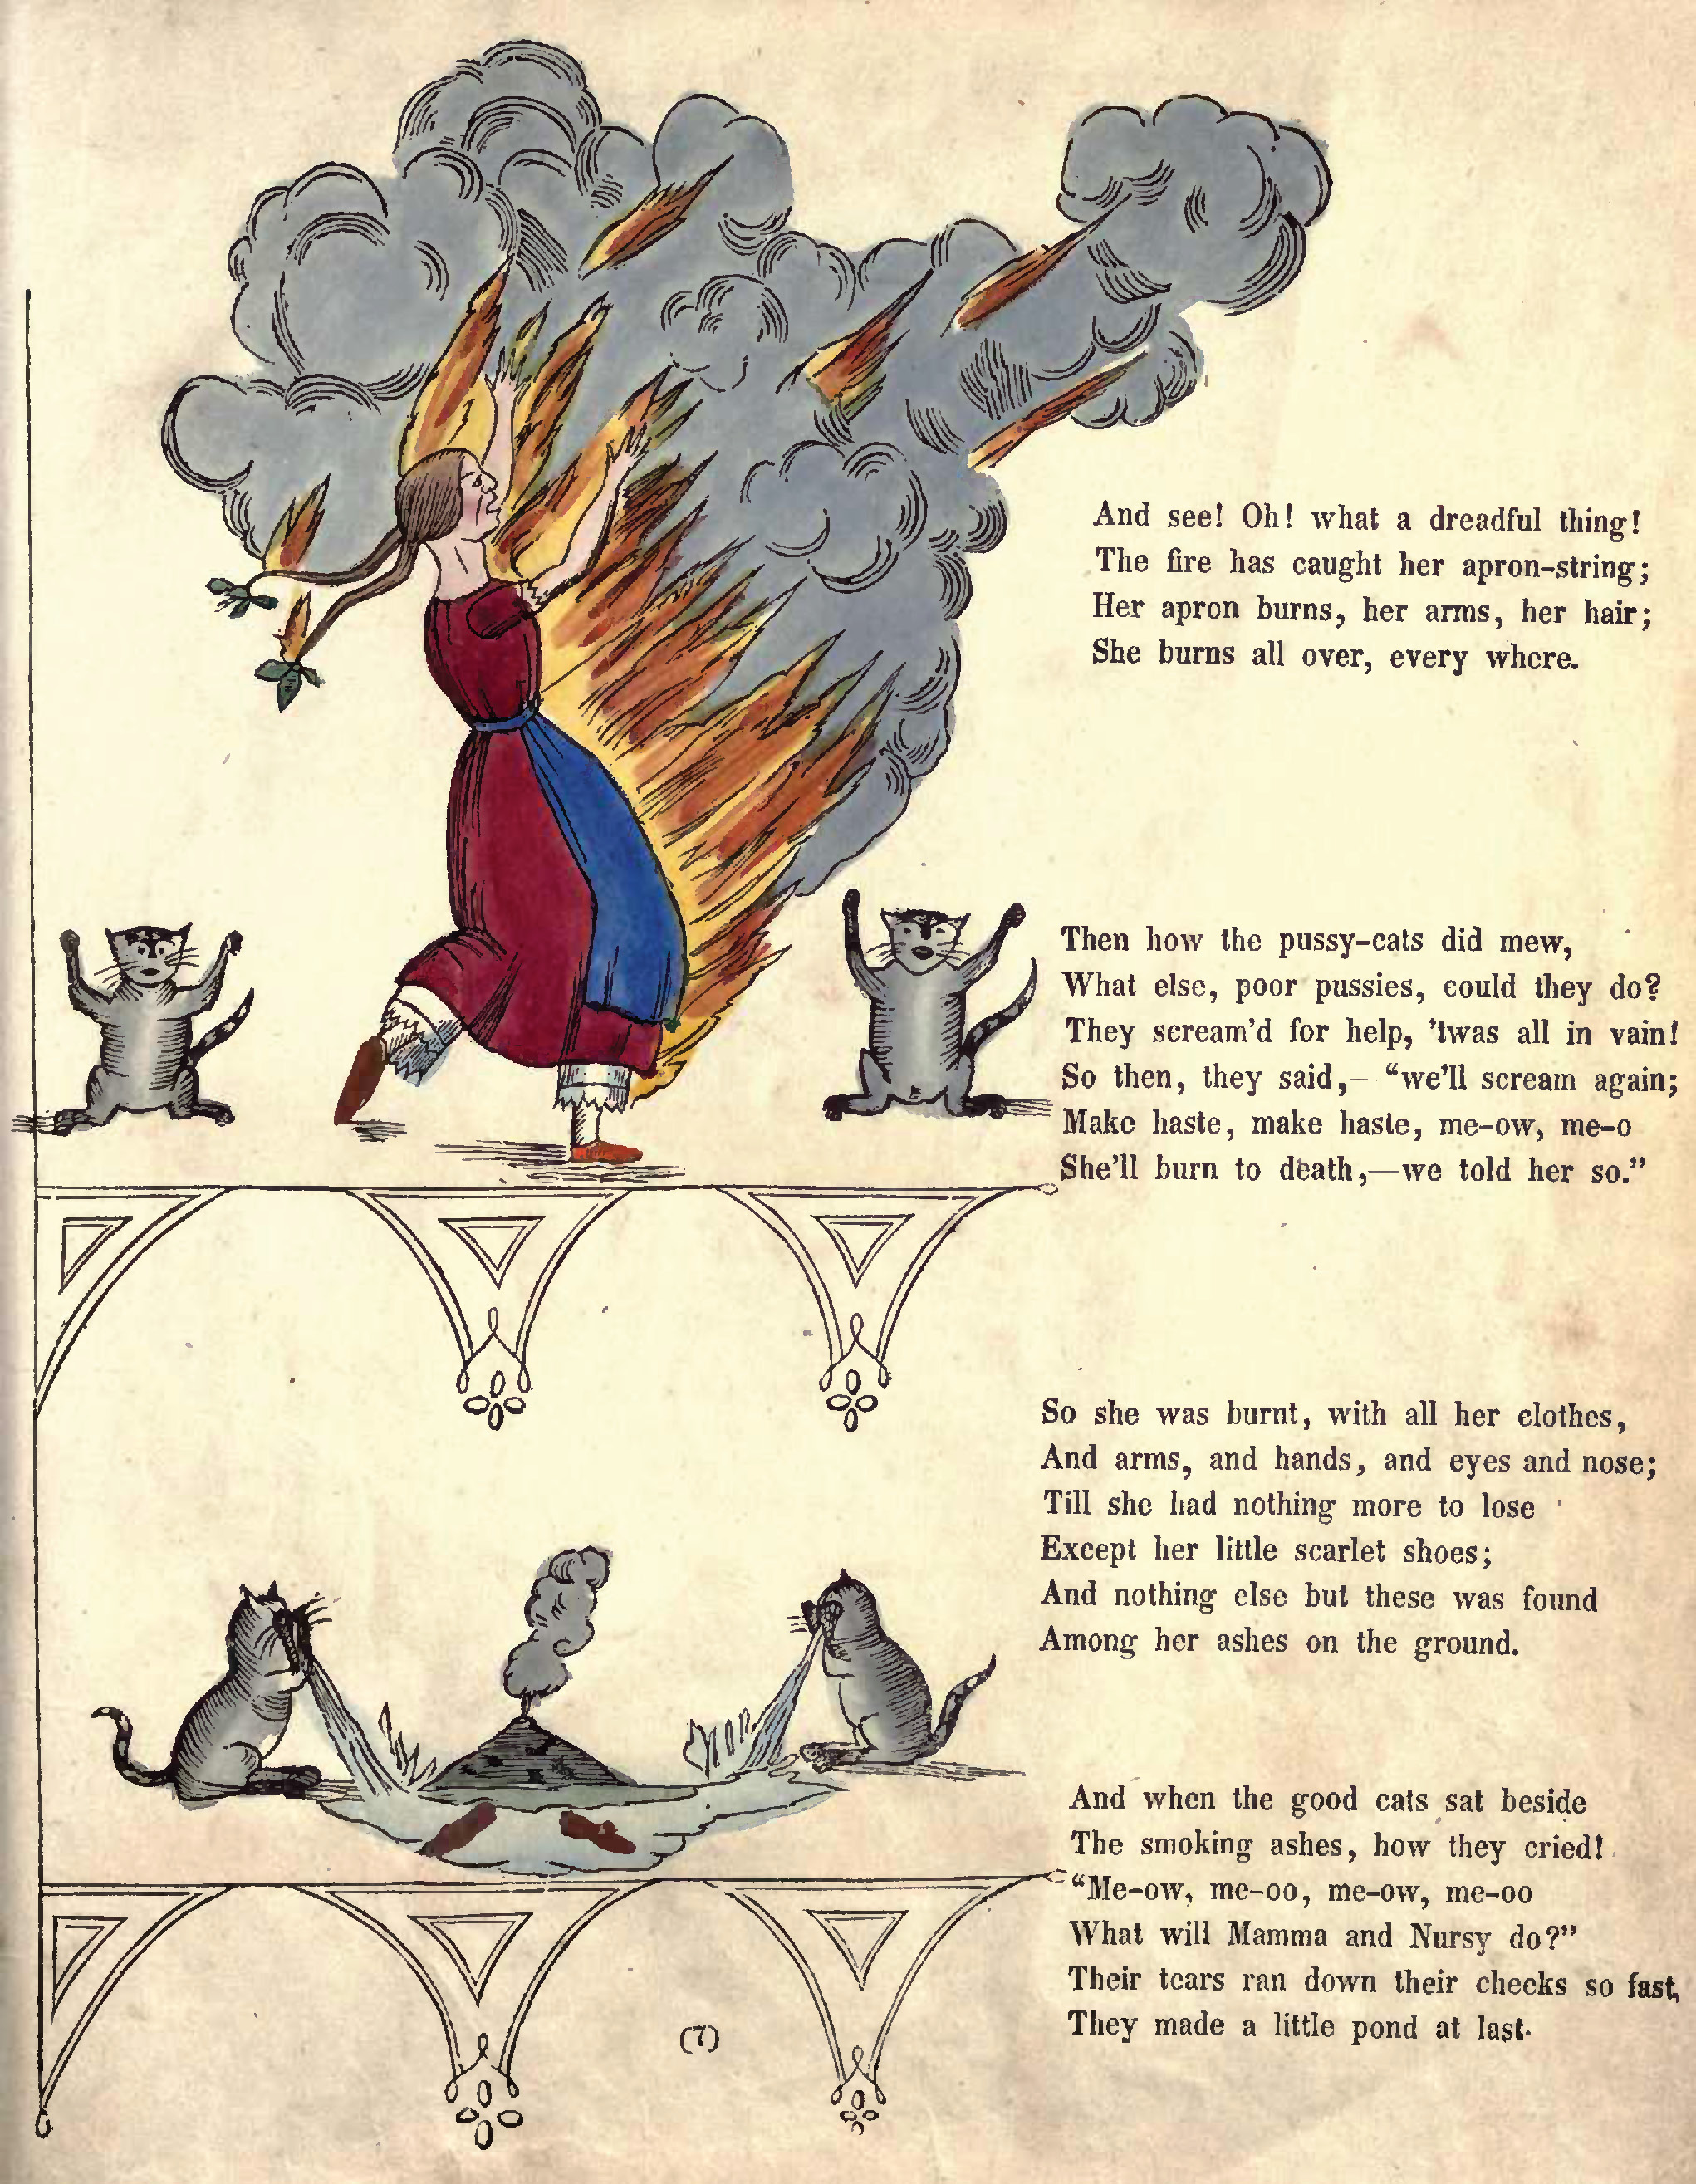 And see! Oh! what a dreadful thing!
The fire has caught her apron-string;
Her apron burns, her arms, her hair;
She burns all over, every where.
Then how the pussy-cats did mew,
What else, poor pussies, could they do?
They scream'd for help, 'twas all in vain!
So then, they said,—“we'll scream again;
Make haste, make haste, me-ow, me-o
She'll burn to death,—we told her so.”
So she was burnt, with all her clothes,
And arms, and hands, and eyes and nose;
Till she had nothing more to lose
Except her little scarlet shoes;
And nothing else but these was found
Among her ashes on the ground.
And when the good cats sat beside
The smoking ashes, how they cried!
“Me-ow, me-oo, me-ow, me-oo
What will Mamma and Nursy do?”
Their tears ran down their cheeks so fast,
They made a little pond at last.
(7)